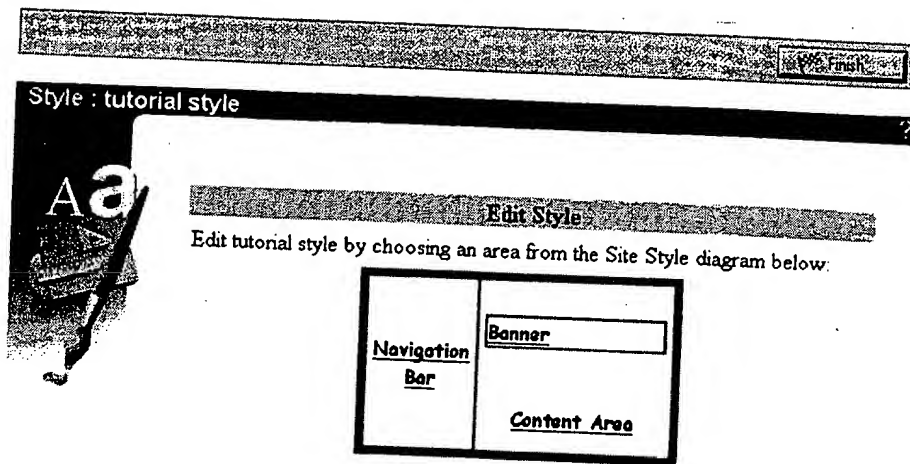 Finish
Style : tutorial style
?
A a
Edit Style
Edit tutorial style by choosing an area from the Site Style diagram below:
Banner
Navigation
Bar
Content Area